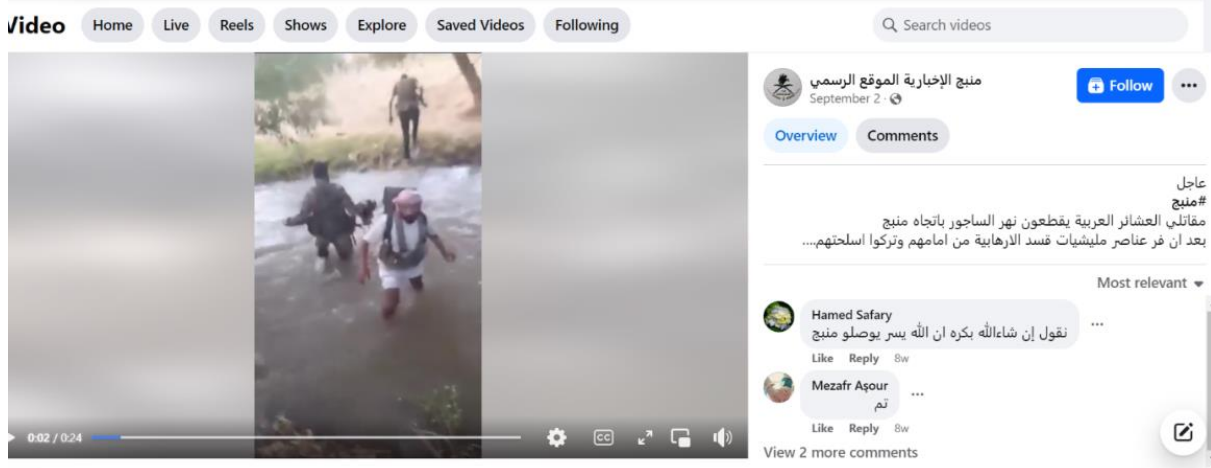 Video Home Live Reels Shows Explore Saved Videos Following Search videos
منبج الإخبارية الموقع الرسمي
September 2 ·
Follow
Overview Comments
عاجل
#منبج
مقاتلي العشائر العربية يقطعون نهر الساجور باتجاه منبج
بعد ان فر عناصر مليشيات قسد الارهابية من امامهم وتركوا اسلحتهم....
Most relevant
Hamed Safary
نقول إن شاءالله بكره ان الله يسر يوصلو منبج
Like Reply 8w
Mezafr Aşour
تم
Like Reply 8w
View 2 more comments
0:02 / 0:24
CC